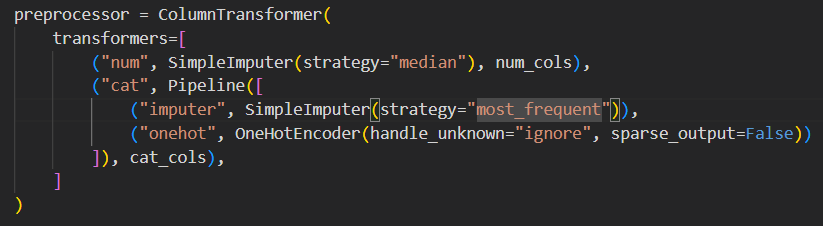 preprocessor = ColumnTransformer(
    transformers=[
        ("num", SimpleImputer(strategy="median"), num_cols),
        ("cat", Pipeline([
            ("imputer", SimpleImputer(strategy="most_frequent")),
            ("onehot", OneHotEncoder(handle_unknown="ignore", sparse_output=False))
        ]), cat_cols),
    ]
)